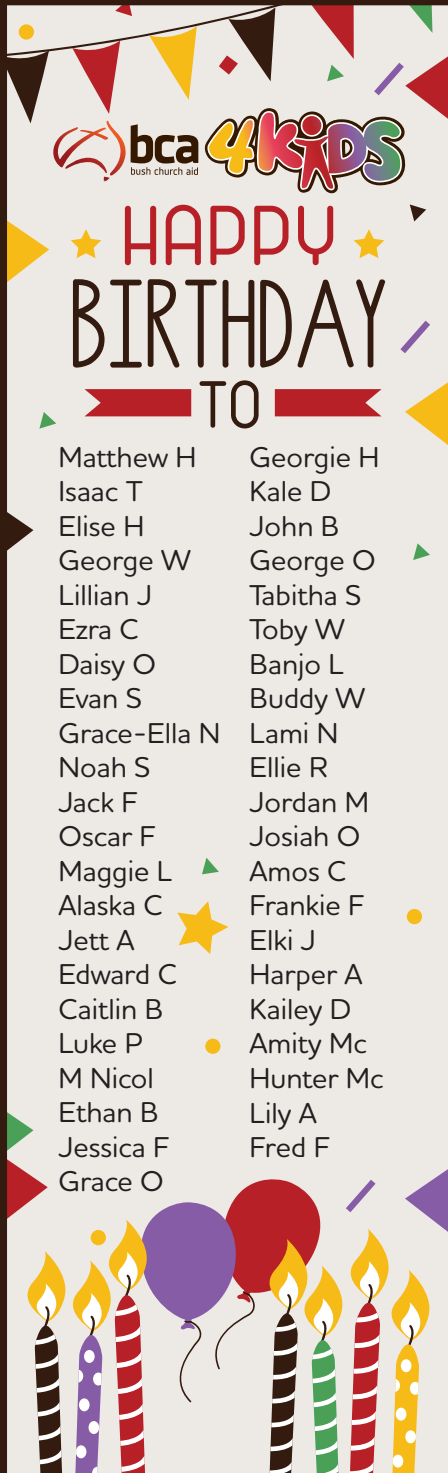 bca
bush church aid
4KiDS
HAPPY
BIRTHDAY
TO
Matthew H
Isaac T
Elise H
George W
Lillian J
Ezra C
Daisy O
Evan S
Grace-Ella N
Noah S
Jack F
Oscar F
Maggie L
Alaska C
Jett A
Edward C
Caitlin B
Luke P
M Nicol
Ethan B
Jessica F
Grace O
Georgie H
Kale D
John B
George O
Tabitha S
Toby W
Banjo L
Buddy W
Lami N
Ellie R
Jordan M
Josiah O
Amos C
Frankie F
Elki J
Harper A
Kailey D
Amity Mc
Hunter Mc
Lily A
Fred F